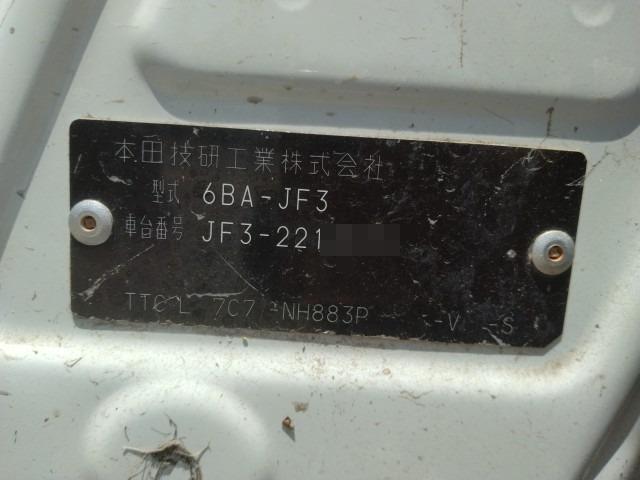 本田技研工業株式会社
型式 6BA-JF3
車台番号 JF3-221
TTC L 7C7 -NH883P -V -S